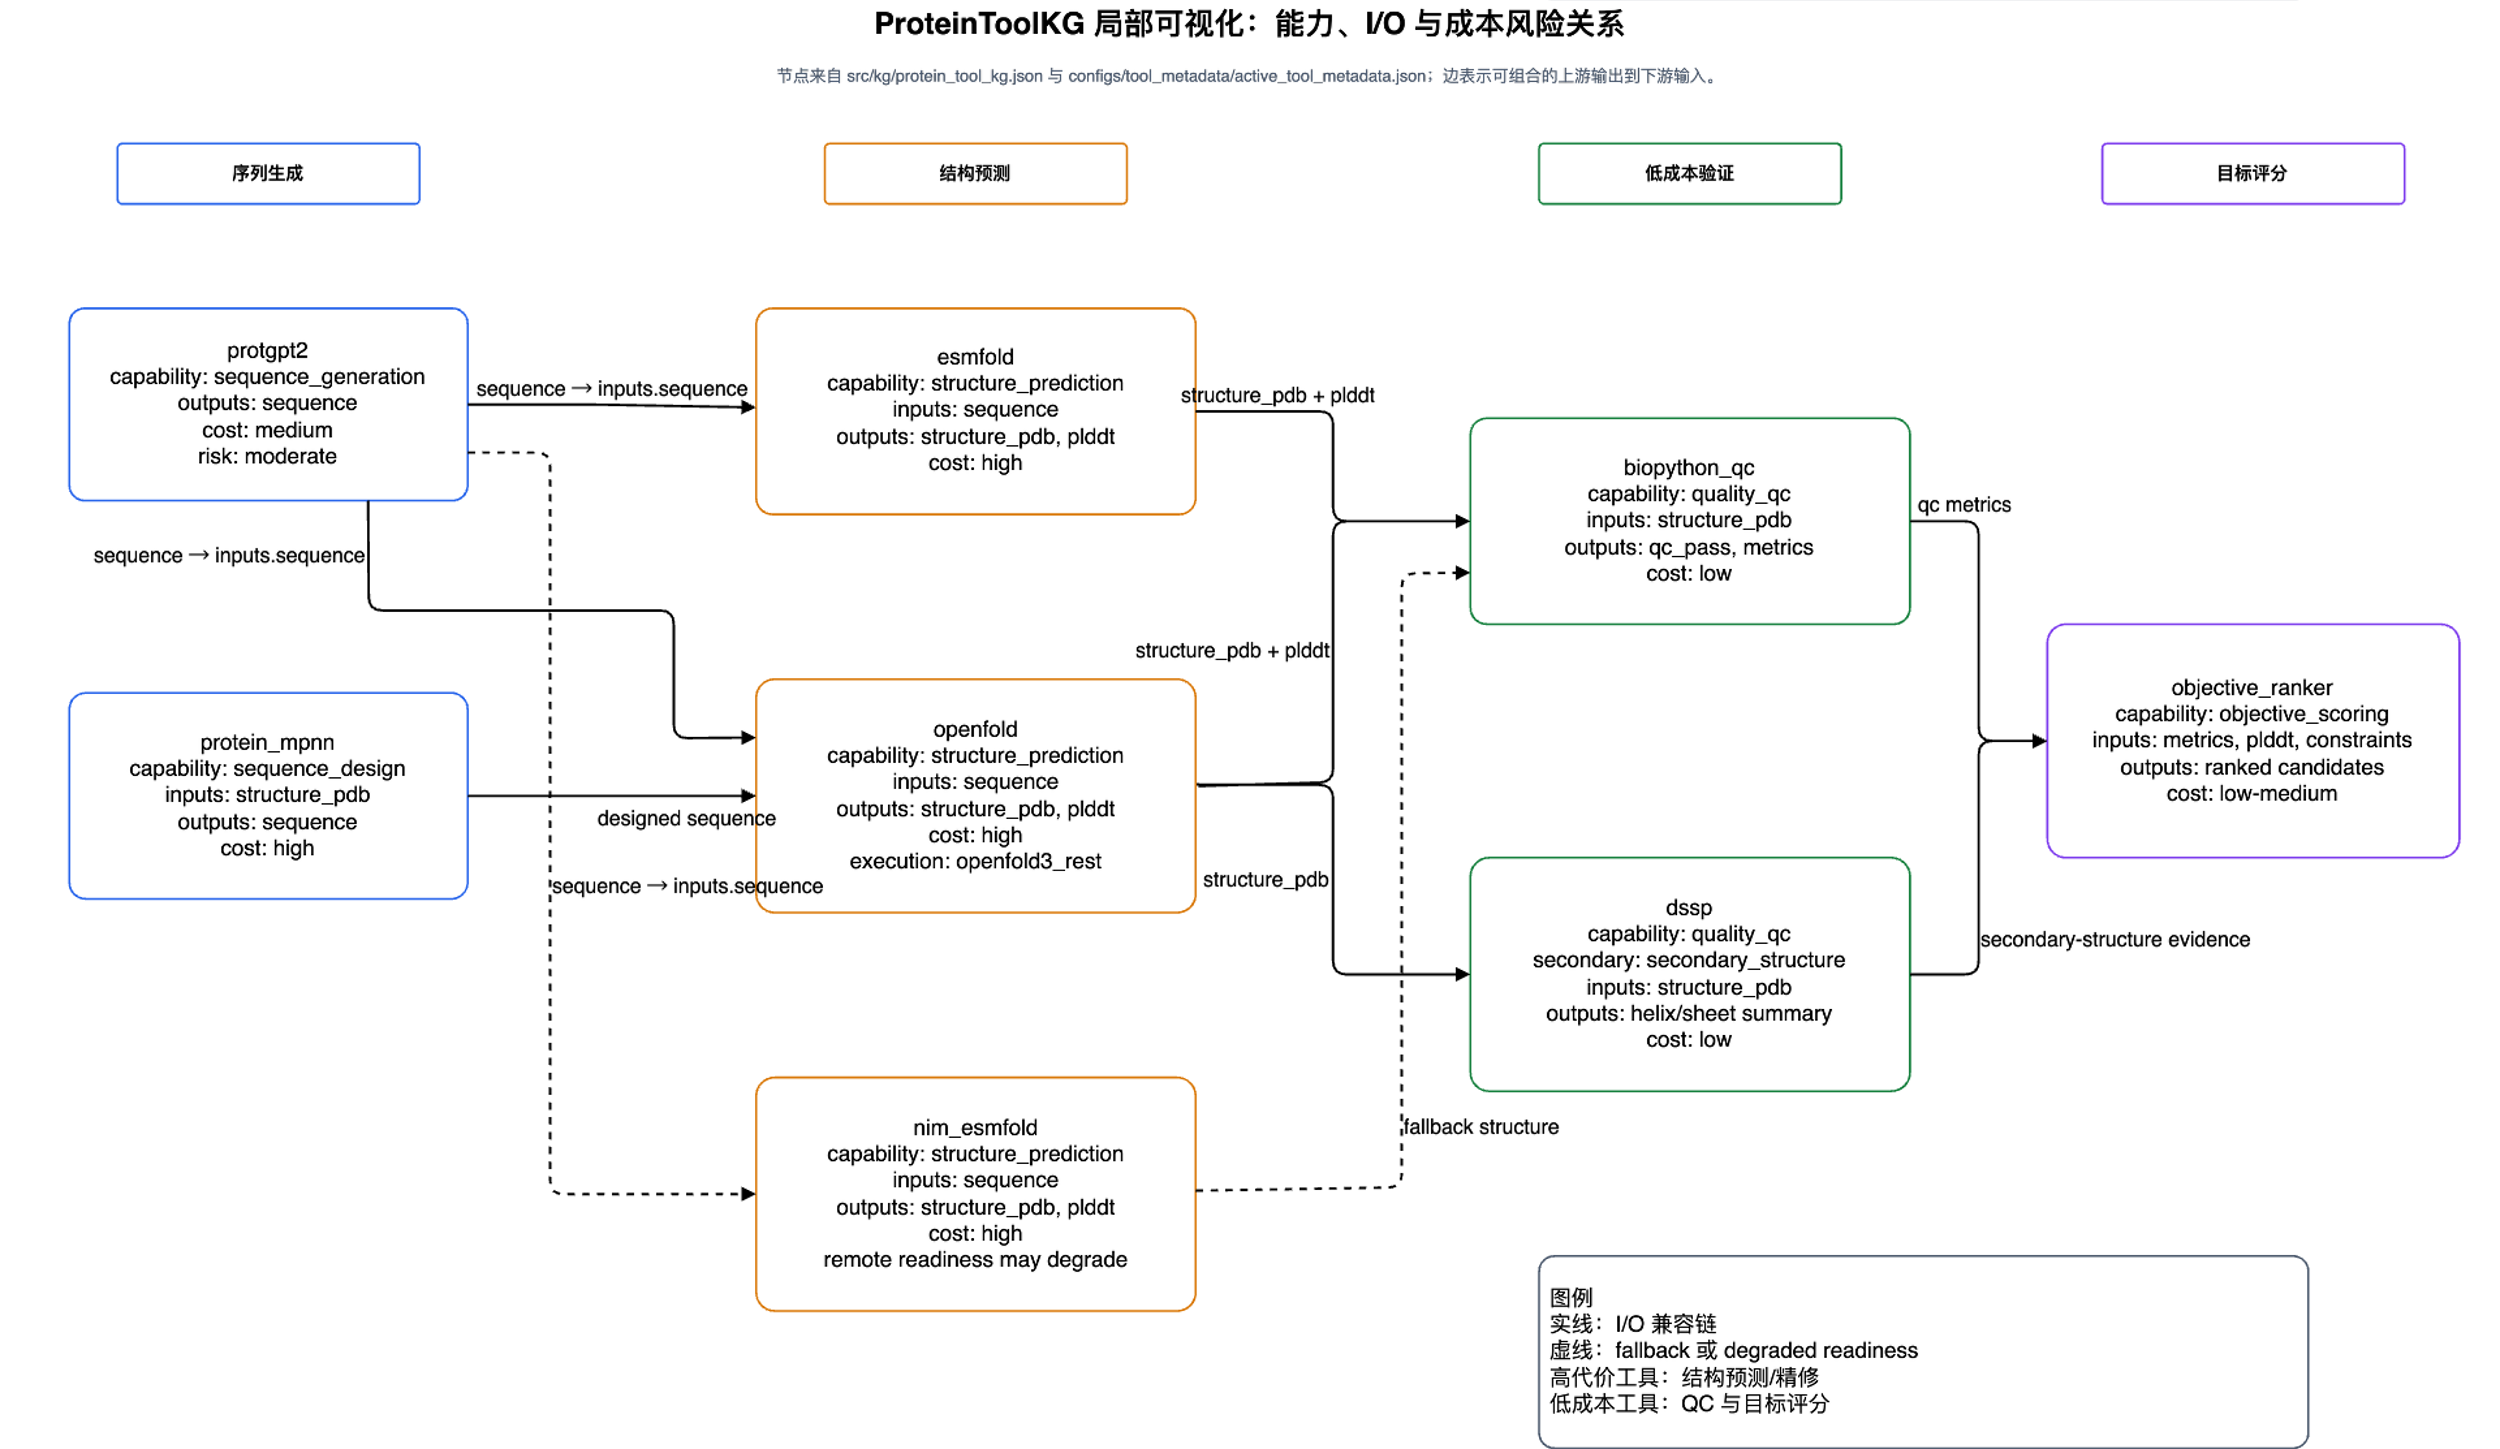 ProteinToolKG 局部可视化：能力、I/O 与成本风险关系
节点来自 src/kg/protein_tool_kg.json 与 configs/tool_metadata/active_tool_metadata.json；边表示可组合的上游输出到下游输入。
序列生成
结构预测
低成本验证
目标评分
protgpt2
capability: sequence_generation
outputs: sequence
cost: medium
risk: moderate
sequence → inputs.sequence
esmfold
capability: structure_prediction
inputs: sequence
outputs: structure_pdb, plddt
cost: high
structure_pdb + plddt
biopython_qc
capability: quality_qc
inputs: structure_pdb
outputs: qc_pass, metrics
cost: low
qc metrics
sequence → inputs.sequence
structure_pdb + plddt
protein_mpnn
capability: sequence_design
inputs: structure_pdb
outputs: sequence
cost: high
designed sequence
sequence → inputs.sequence
openfold
capability: structure_prediction
inputs: sequence
outputs: structure_pdb, plddt
cost: high
execution: openfold3_rest
structure_pdb
objective_ranker
capability: objective_scoring
inputs: metrics, plddt, constraints
outputs: ranked candidates
cost: low-medium
dssp
capability: quality_qc
secondary: secondary_structure
inputs: structure_pdb
outputs: helix/sheet summary
cost: low
secondary-structure evidence
nim_esmfold
capability: structure_prediction
inputs: sequence
outputs: structure_pdb, plddt
cost: high
remote readiness may degrade
fallback structure
图例
实线：I/O 兼容链
虚线：fallback 或 degraded readiness
高代价工具：结构预测/精修
低成本工具：QC 与目标评分